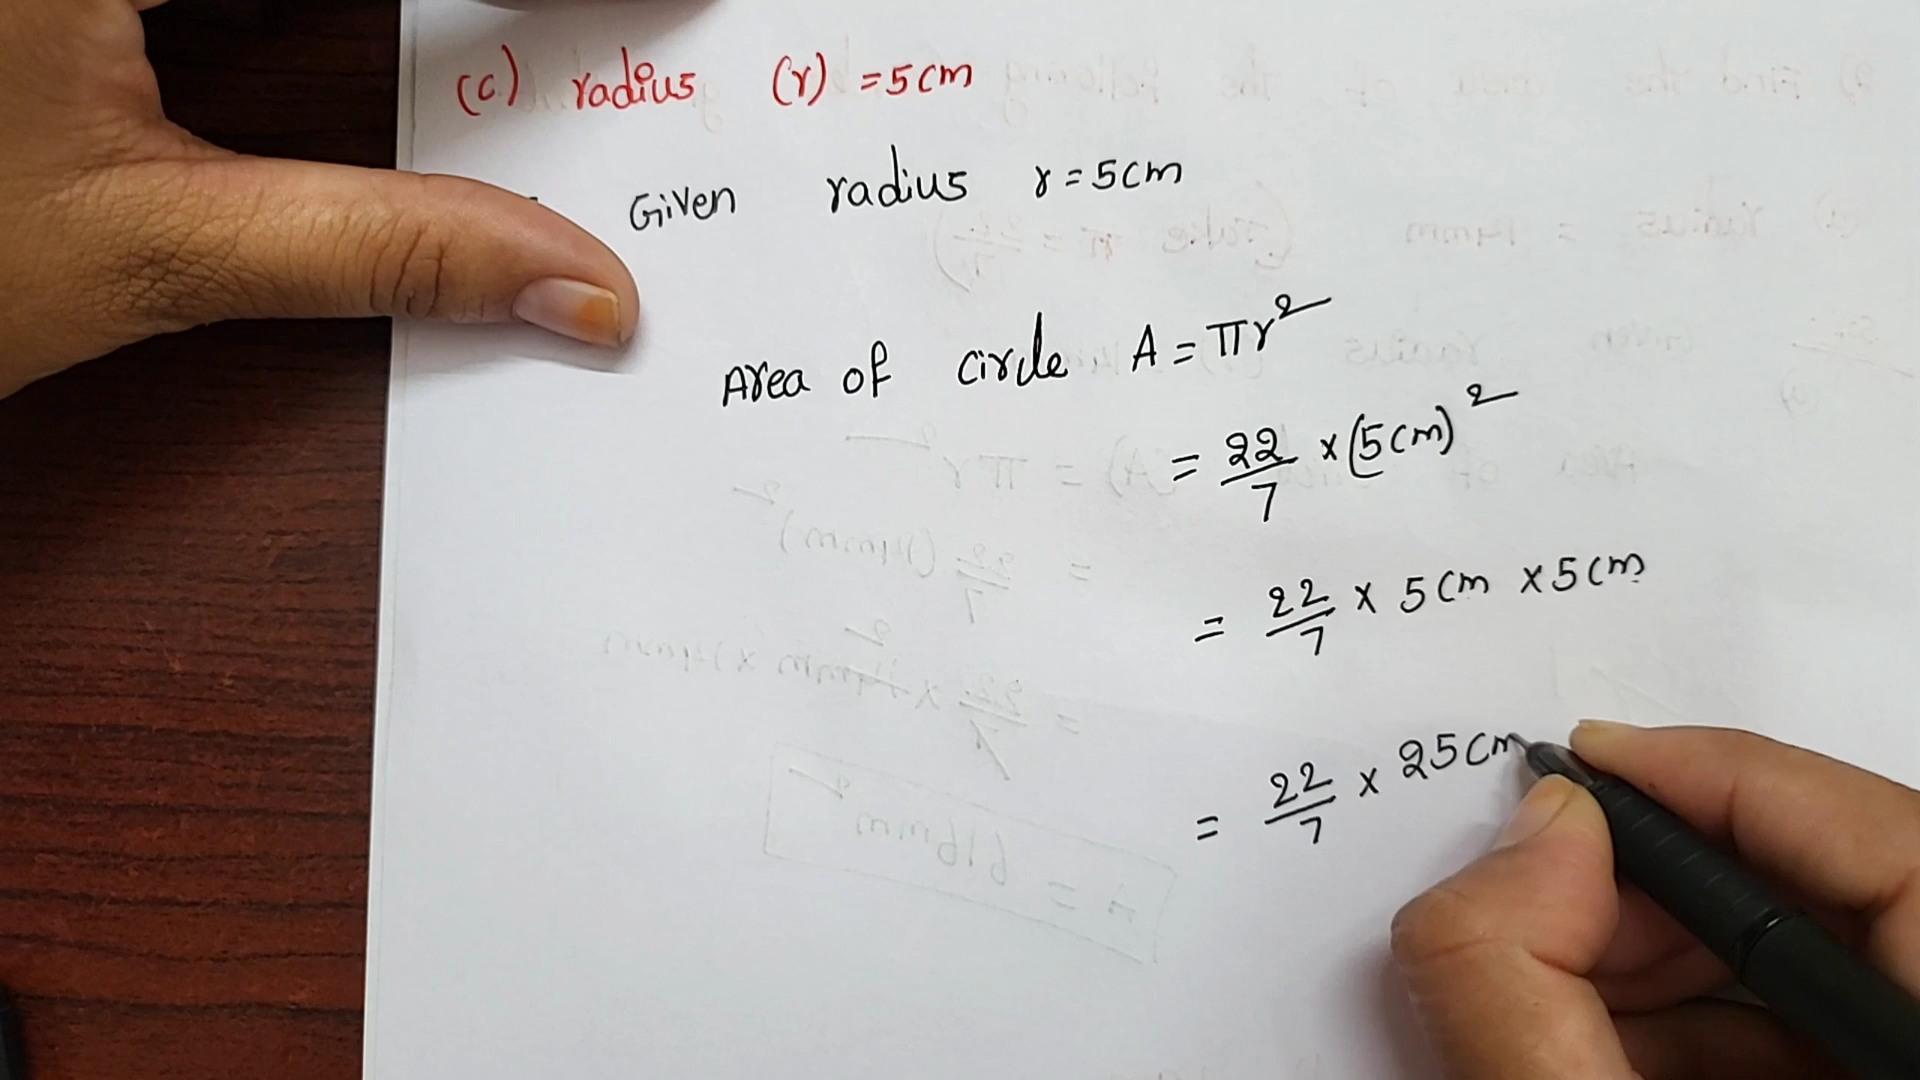 (c) radius (r) = 5cm
Given radius r = 5cm
Area of circle A = πr²
= 22/7 × (5cm)²
= 22/7 × 5cm × 5cm
= 22/7 × 25cm